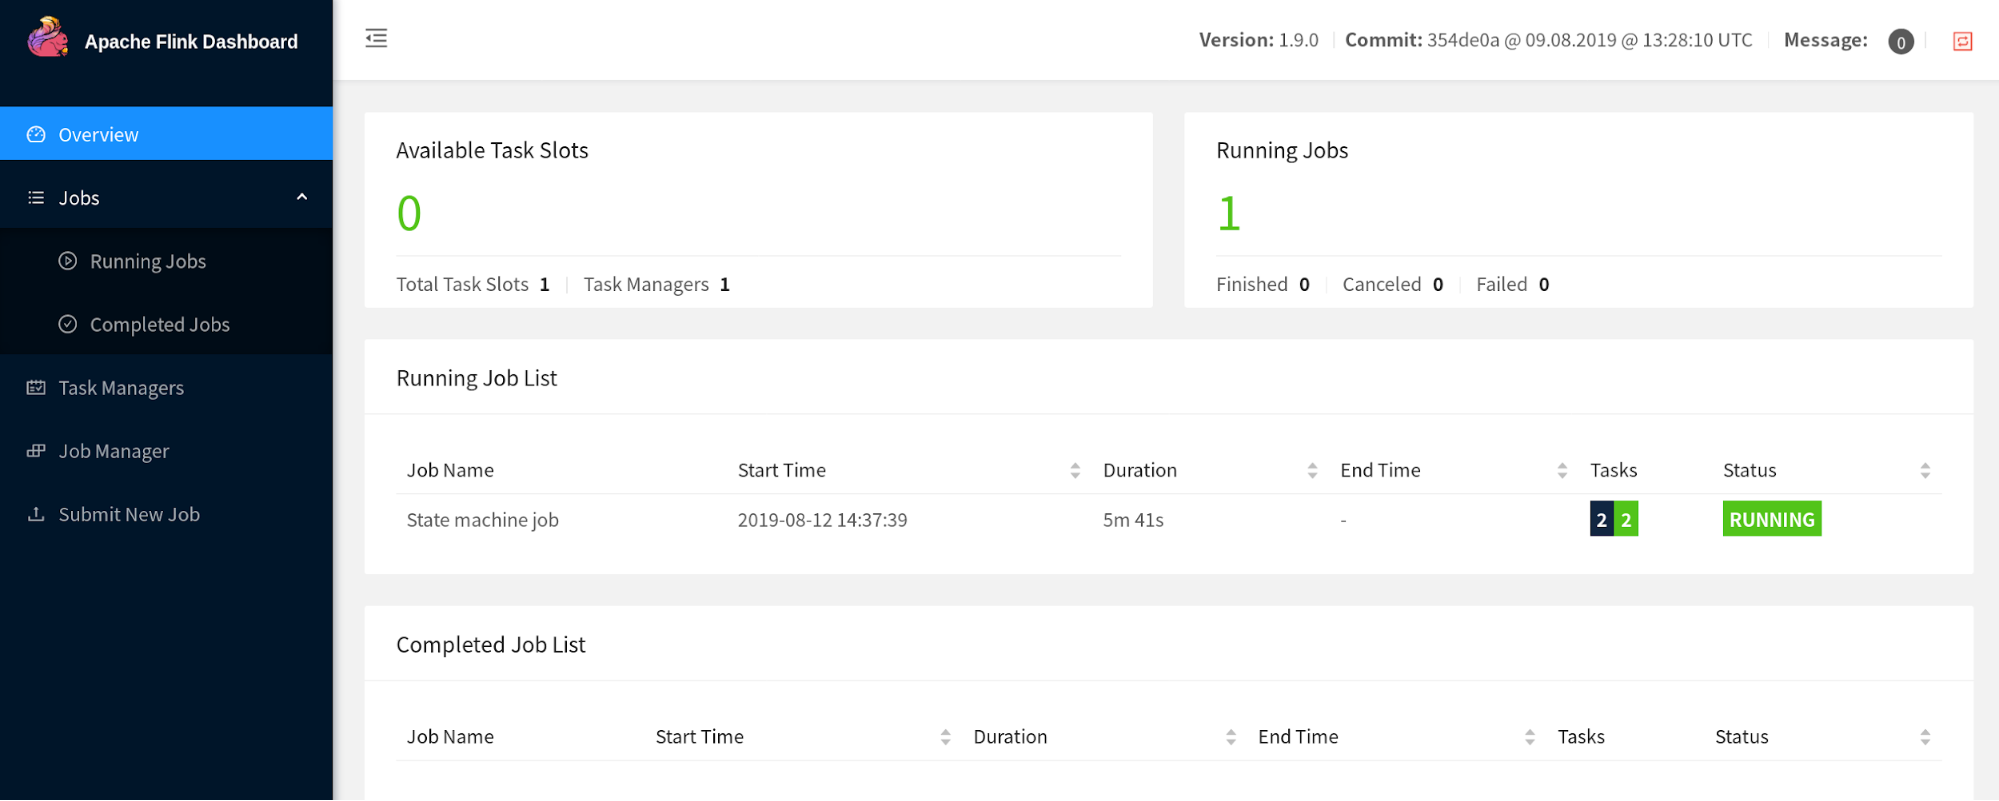 Apache Flink Dashboard
Version: 1.9.0 Commit: 354de0a @ 09.08.2019 @ 13:28:10 UTC Message: 0
Overview
Jobs
Running Jobs
Completed Jobs
Task Managers
Job Manager
Submit New Job
Available Task Slots
0
Total Task Slots 1 Task Managers 1
Running Jobs
1
Finished 0 Canceled 0 Failed 0
Running Job List
Job Name Start Time Duration End Time Tasks Status
State machine job 2019-08-12 14:37:39 5m 41s - 2 2 RUNNING
Completed Job List
Job Name Start Time Duration End Time Tasks Status